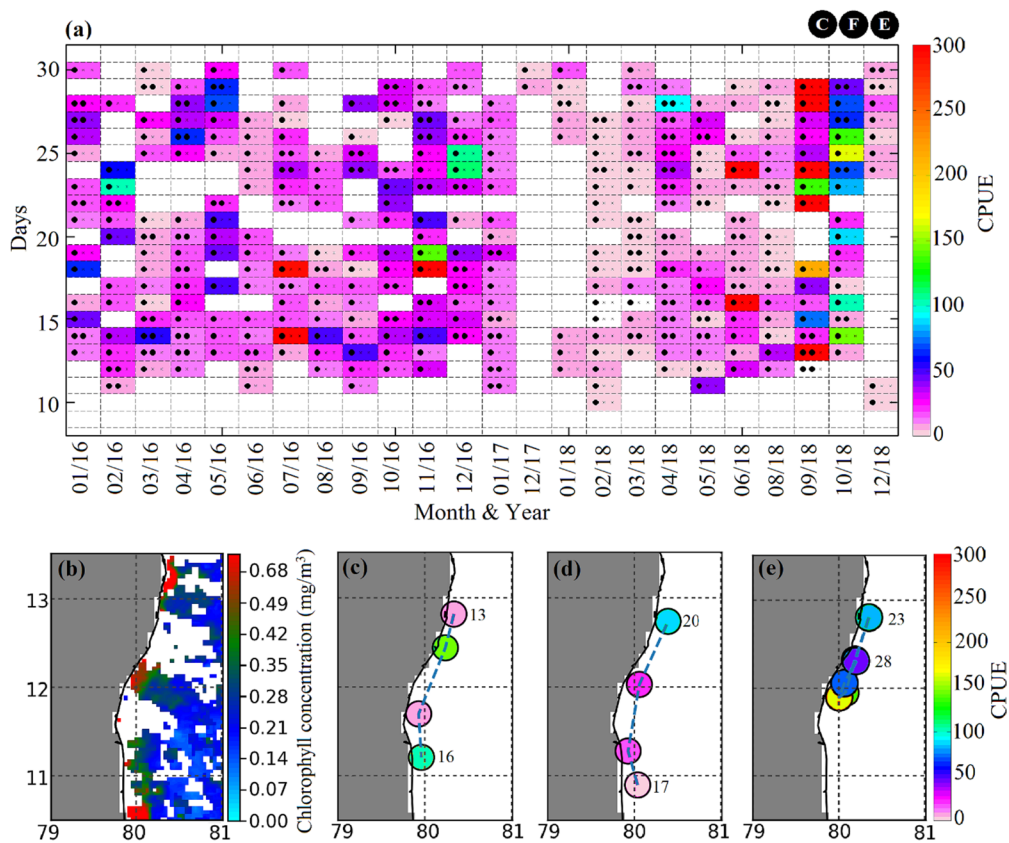 (a)
C F E
30
25
20
15
10
Days
01/16 02/16 03/16 04/16 05/16 06/16 07/16 08/16 09/16 10/16 11/16 12/16 01/17 12/17 01/18 02/18 03/18 04/18 05/18 06/18 08/18 09/18 10/18 12/18
Month & Year
300
250
200
150
100
50
0
CPUE
(b)
13
12
11
79 80 81
0.68
0.60
0.49
0.42
0.35
0.28
0.21
0.14
0.07
0.00
Chlorophyll concentration (mg/m³)
(c)
13
16
79 80 81
(d)
20
17
79 80 81
(e)
23
28
79 80 81
300
250
200
150
100
50
0
CPUE